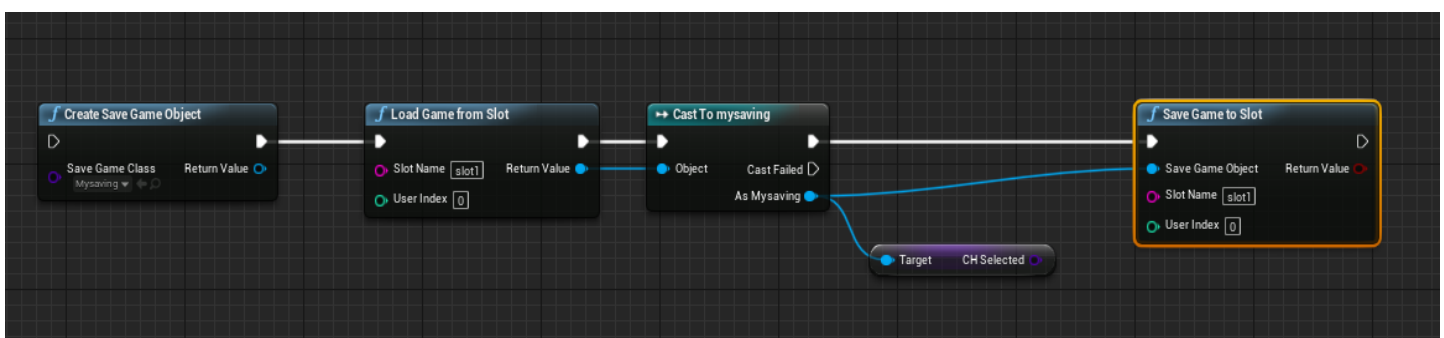 Create Save Game Object
Save Game Class
Mysaving
Return Value
Load Game from Slot
Slot Name slot1
Return Value
User Index 0
Cast To mysaving
Object
Cast Failed
As Mysaving
Target
CH Selected
Save Game to Slot
Save Game Object
Return Value
Slot Name slot1
User Index 0